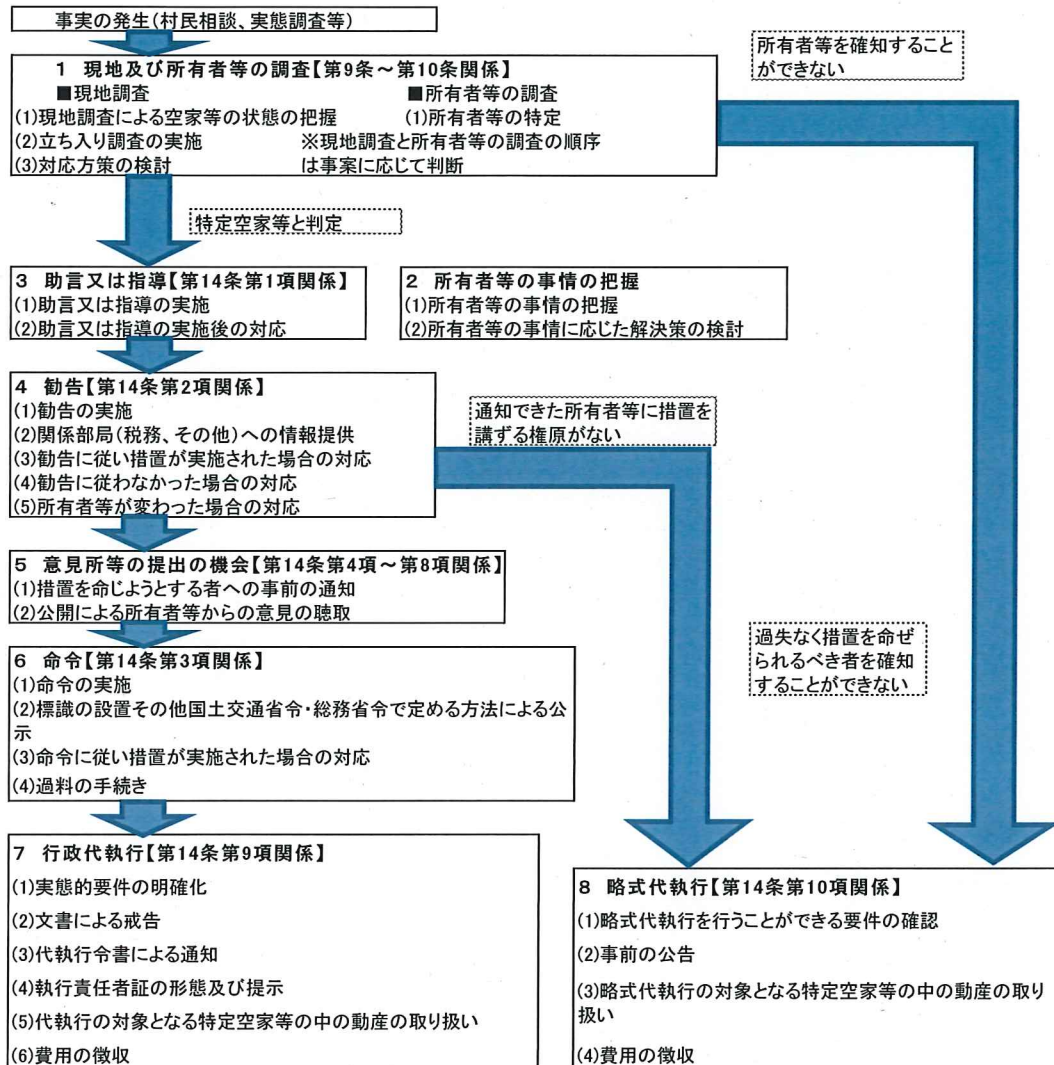 事実の発生(村民相談、実態調査等)
所有者等を確知すること
ができない
1 現地及び所有者等の調査【第9条～第10条関係】
■現地調査 ■所有者等の調査
(1)現地調査による空家等の状態の把握 (1)所有者等の特定
(2)立ち入り調査の実施 ※現地調査と所有者等の調査の順序
(3)対応方策の検討 は事案に応じて判断
特定空家等と判定
3 助言又は指導【第14条第1項関係】
(1)助言又は指導の実施
(2)助言又は指導の実施後の対応
2 所有者等の事情の把握
(1)所有者等の事情の把握
(2)所有者等の事情に応じた解決策の検討
4 勧告【第14条第2項関係】
(1)勧告の実施
(2)関係部局(税務、その他)への情報提供
(3)勧告に従い措置が実施された場合の対応
(4)勧告に従わなかった場合の対応
(5)所有者等が変わった場合の対応
通知できた所有者等に措置を
講ずる権原がない
5 意見所等の提出の機会【第14条第4項～第8項関係】
(1)措置を命じようとする者への事前の通知
(2)公開による所有者等からの意見の聴取
過失なく措置を命ぜ
られるべき者を確知
することができない
6 命令【第14条第3項関係】
(1)命令の実施
(2)標識の設置その他国土交通省令・総務省令で定める方法による公
示
(3)命令に従い措置が実施された場合の対応
(4)過料の手続き
7 行政代執行【第14条第9項関係】
(1)実態的要件の明確化
(2)文書による戒告
(3)代執行令書による通知
(4)執行責任者証の形態及び提示
(5)代執行の対象となる特定空家等の中の動産の取り扱い
(6)費用の徴収
8 略式代執行【第14条第10項関係】
(1)略式代執行を行うことができる要件の確認
(2)事前の公告
(3)略式代執行の対象となる特定空家等の中の動産の取り
扱い
(4)費用の徴収